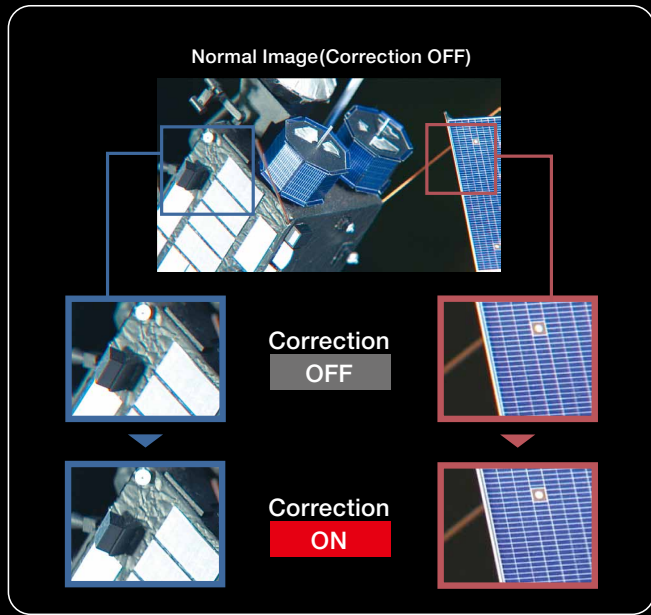 Normal Image(Correction OFF)
Correction
OFF
Correction
ON